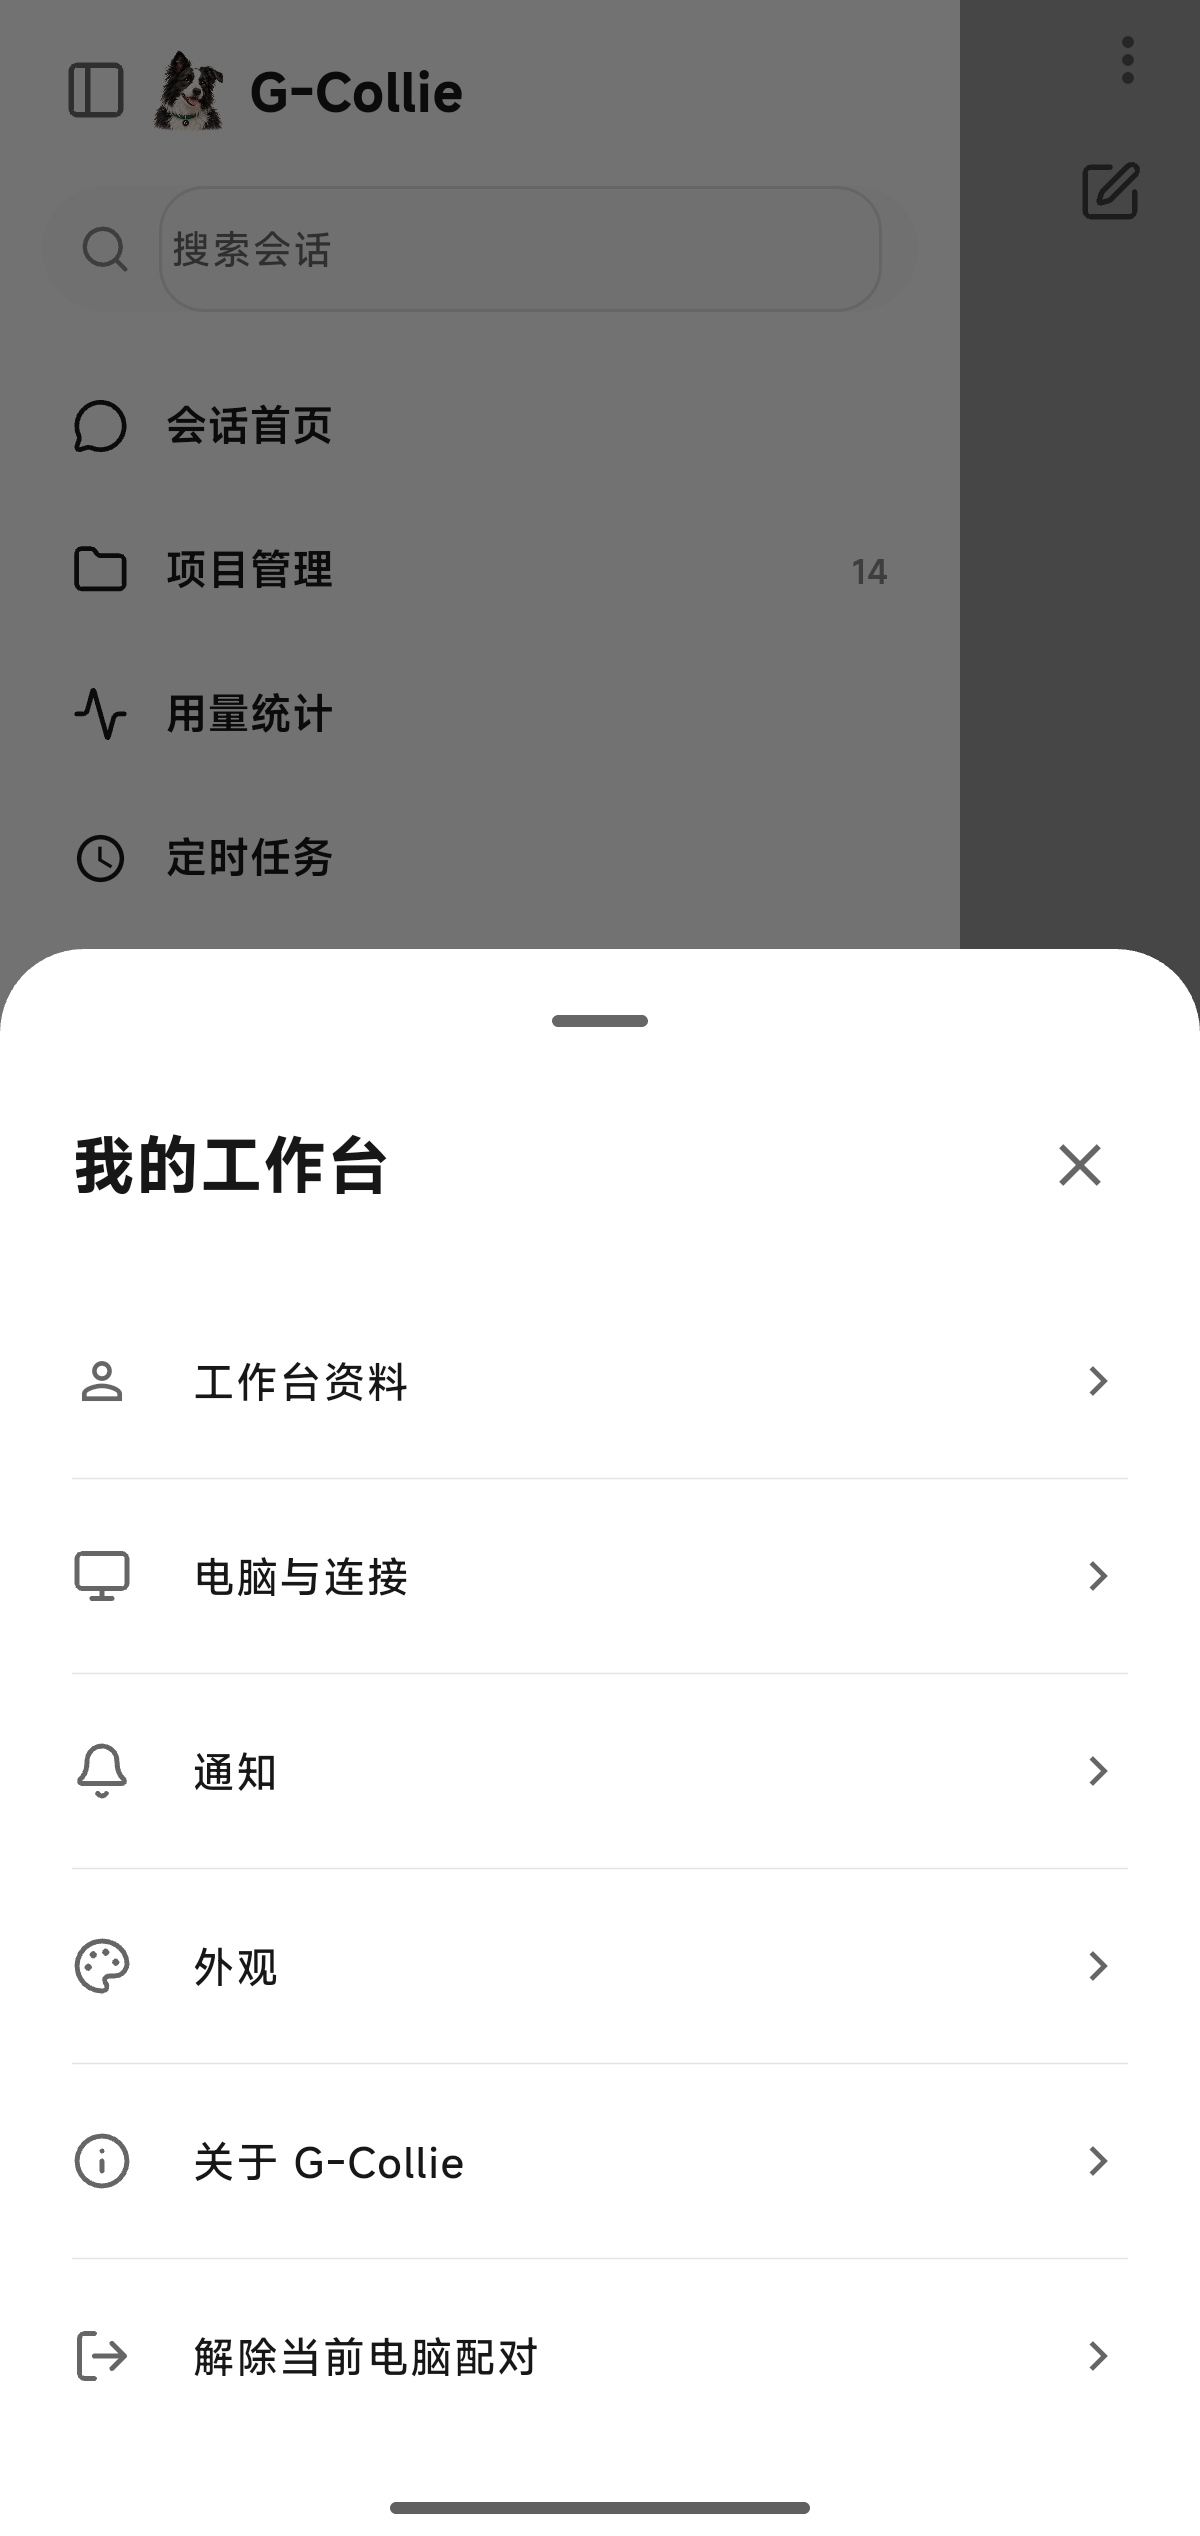 G-Collie
搜索会话
会话首页
项目管理
14
用量统计
定时任务
我的工作台
工作台资料
电脑与连接
通知
外观
关于 G-Collie
解除当前电脑配对